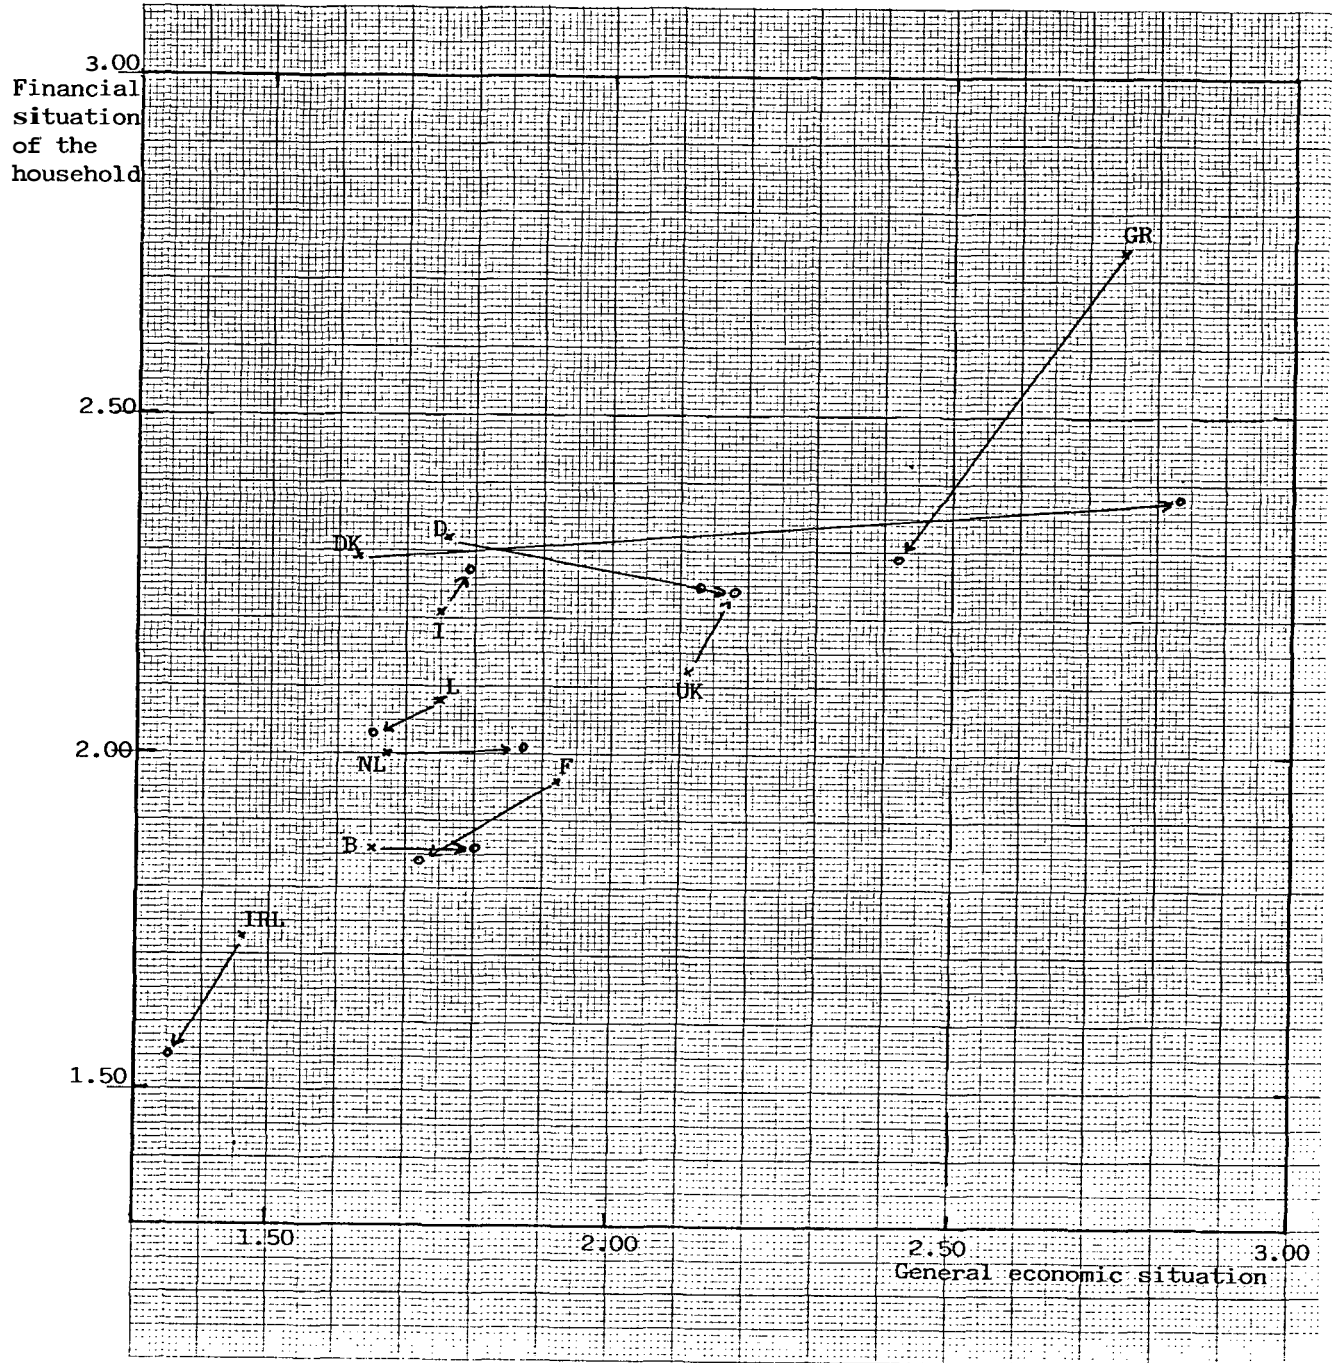 3.00
Financial
situation
of the
household
GR
2.50
D
DK
I
UK
L
2.00
NL
F
B
IRL
1.50
1.50
2.00
2.50
3.00
General economic situation